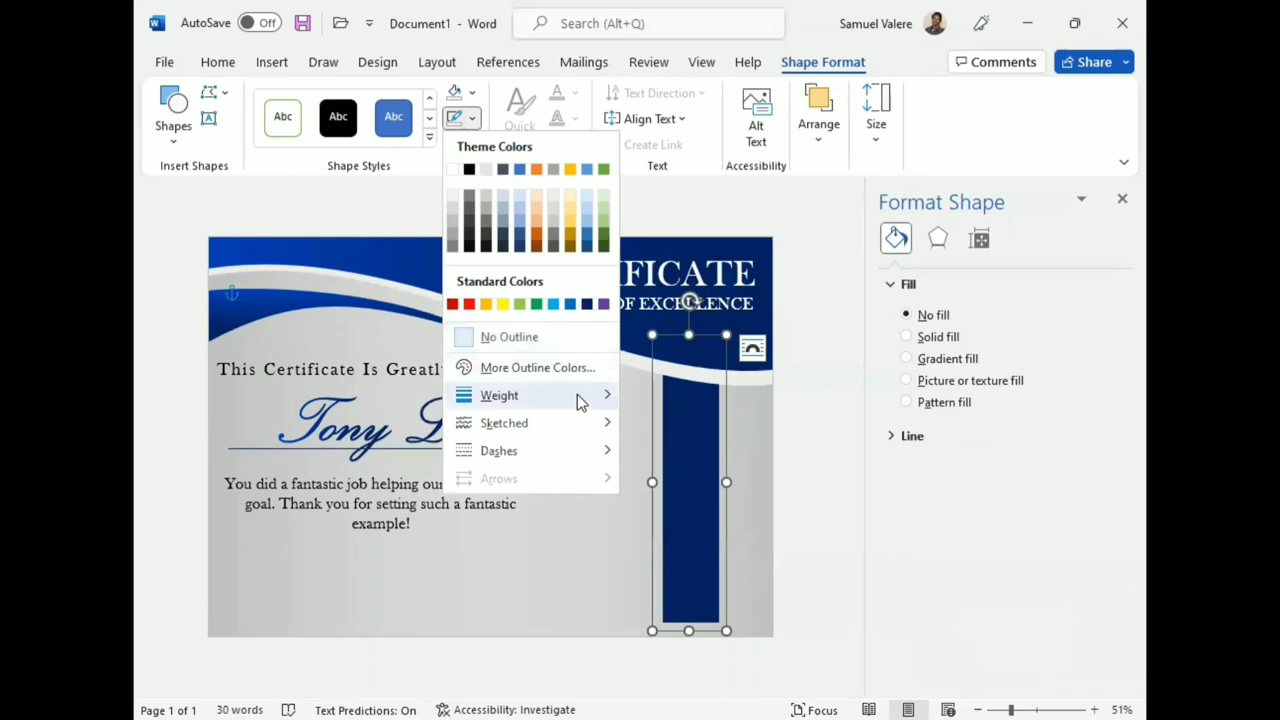 AutoSave Off Document1 - Word Search (Alt+Q) Samuel Valere
File Home Insert Draw Design Layout References Mailings Review View Help Shape Format Comments Share
Shapes
Insert Shapes
Abc Abc Abc
Shape Styles
Quick
Text Direction
Align Text
Create Link
Text
Alt
Text
Accessibility
Arrange
Size
Theme Colors
Standard Colors
No Outline
More Outline Colors...
Weight
Sketched
Dashes
Arrows
IFICATE
OF EXCELLENCE
This Certificate Is Greatl
Tony
You did a fantastic job helping ou
goal. Thank you for setting such a fantastic
example!
Format Shape
Fill
No fill
Solid fill
Gradient fill
Picture or texture fill
Pattern fill
Line
Page 1 of 1 30 words Text Predictions: On Accessibility: Investigate Focus 51%